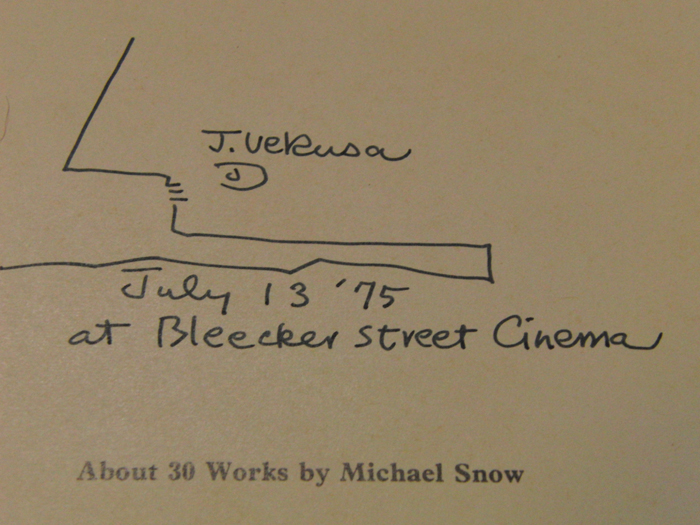 J. Uekusa
J
July 13 '75
at Bleecker Street Cinema
About 30 Works by Michael Snow